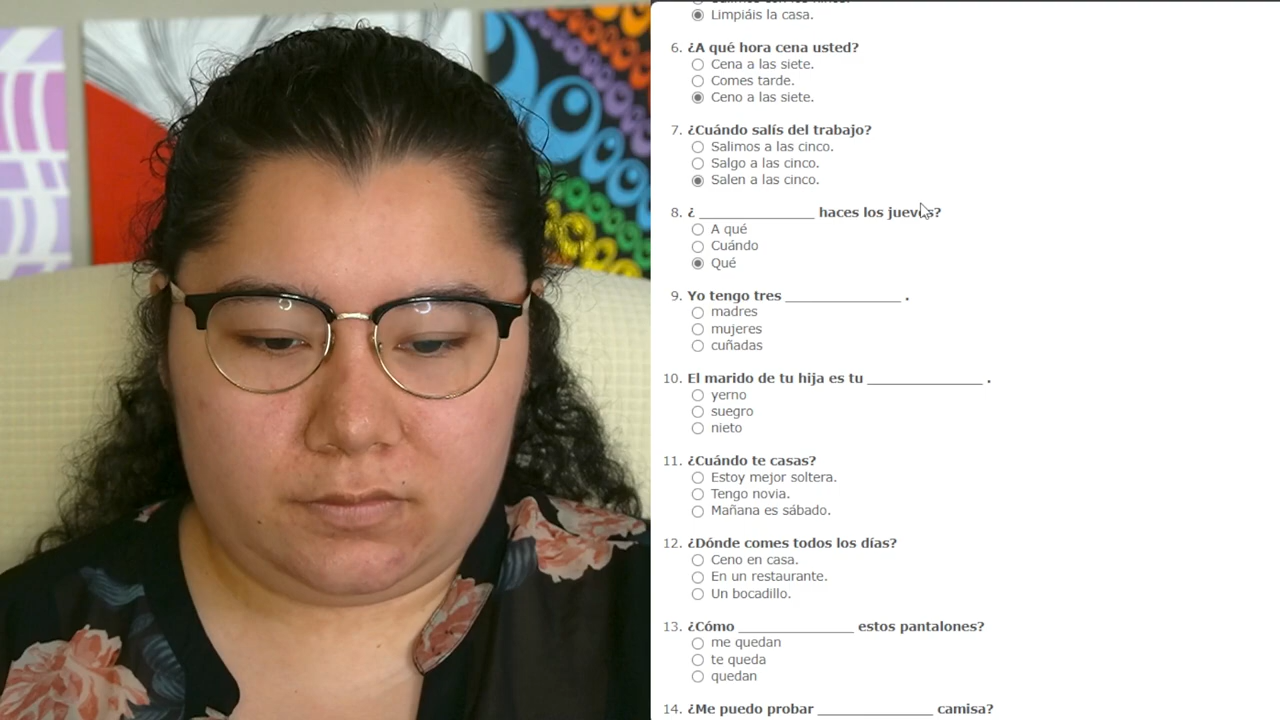 Limpiáis la casa.
6. ¿A qué hora cena usted?
Cena a las siete.
Comes tarde.
Ceno a las siete.
7. ¿Cuándo salís del trabajo?
Salimos a las cinco.
Salgo a las cinco.
Salen a las cinco.
8. ¿ ______________ haces los jueves?
A qué
Cuándo
Qué
9. Yo tengo tres ______________ .
madres
mujeres
cuñadas
10. El marido de tu hija es tu ______________ .
yerno
suegro
nieto
11. ¿Cuándo te casas?
Estoy mejor soltera.
Tengo novia.
Mañana es sábado.
12. ¿Dónde comes todos los días?
Ceno en casa.
En un restaurante.
Un bocadillo.
13. ¿Cómo ______________ estos pantalones?
me quedan
te queda
quedan
14. ¿Me puedo probar ______________ camisa?